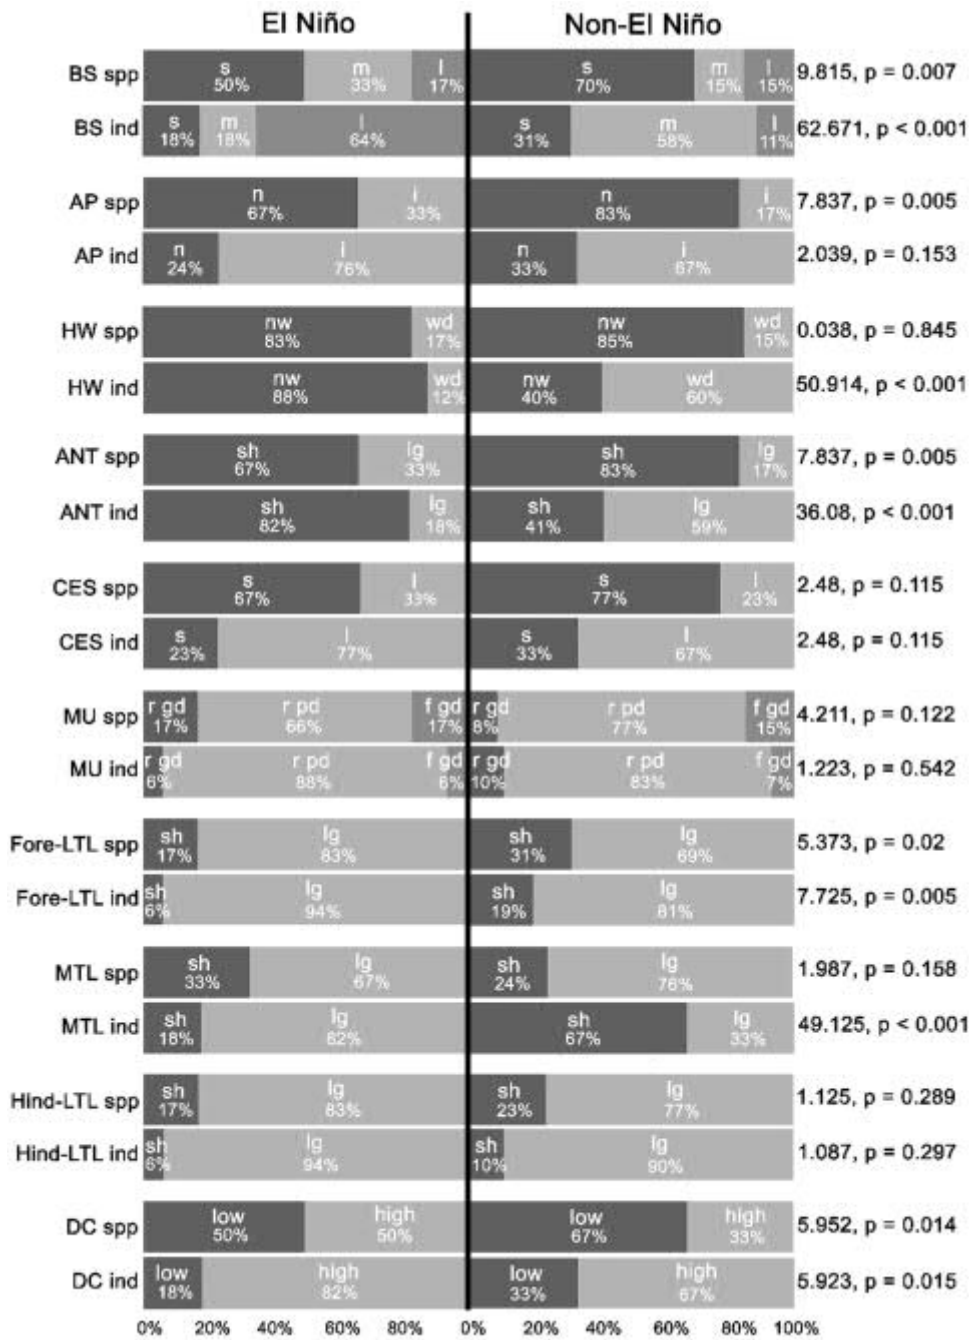 El Niño Non-El Niño
BS spp s m l s m l 9.815, p = 0.007
50% 33% 17% 70% 15% 15%
BS ind s m l s m l 62.671, p < 0.001
18% 18% 64% 31% 58% 11%
AP spp n i n i 7.837, p = 0.005
67% 33% 83% 17%
AP ind n i n i 2.039, p = 0.153
24% 76% 33% 67%
HW spp nw wd nw wd 0.038, p = 0.845
83% 17% 85% 15%
HW ind nw wd nw wd 50.914, p < 0.001
88% 12% 40% 60%
ANT spp sh lg sh lg 7.837, p = 0.005
67% 33% 83% 17%
ANT ind sh lg sh lg 36.08, p < 0.001
82% 18% 41% 59%
CES spp s l s l 2.48, p = 0.115
67% 33% 77% 23%
CES ind s l s l 2.48, p = 0.115
23% 77% 33% 67%
MU spp r gd r pd f gd r gd r pd f gd 4.211, p = 0.122
17% 66% 17% 8% 77% 15%
MU ind r gd r pd f gd r gd r pd f gd 1.223, p = 0.542
6% 88% 6% 10% 83% 7%
Fore-LTL spp sh lg sh lg 5.373, p = 0.02
17% 83% 31% 69%
Fore-LTL ind sh lg sh lg 7.725, p = 0.005
6% 94% 19% 81%
MTL spp sh lg sh lg 1.987, p = 0.158
33% 67% 24% 76%
MTL ind sh lg sh lg 49.125, p < 0.001
18% 82% 67% 33%
Hind-LTL spp sh lg sh lg 1.125, p = 0.289
17% 83% 23% 77%
Hind-LTL ind sh lg sh lg 1.087, p = 0.297
6% 94% 10% 90%
DC spp low high low high 5.952, p = 0.014
50% 50% 67% 33%
DC ind low high low high 5.923, p = 0.015
18% 82% 33% 67%
0% 20% 40% 60% 80% 0% 20% 40% 60% 80% 100%